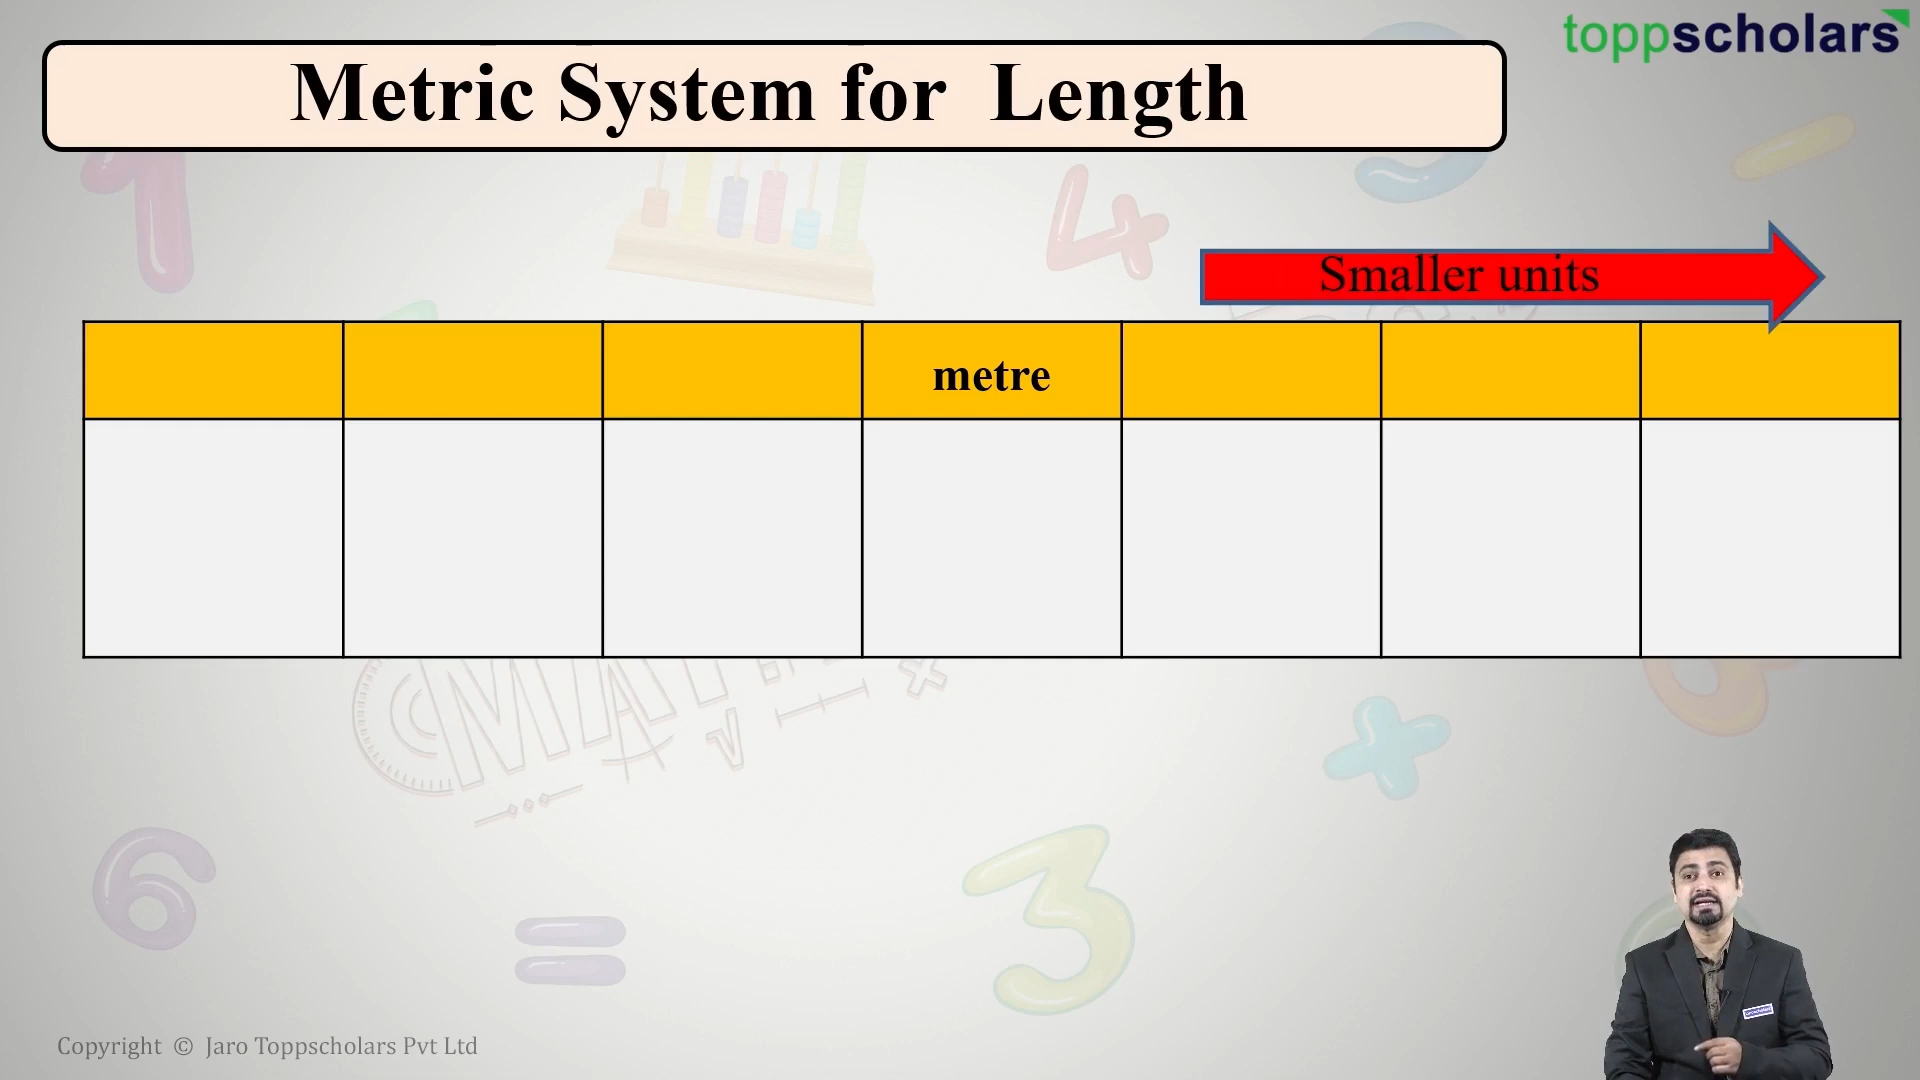 toppscholars
Metric System for Length
Smaller units
metre
Copyright © Jaro Toppscholars Pvt Ltd